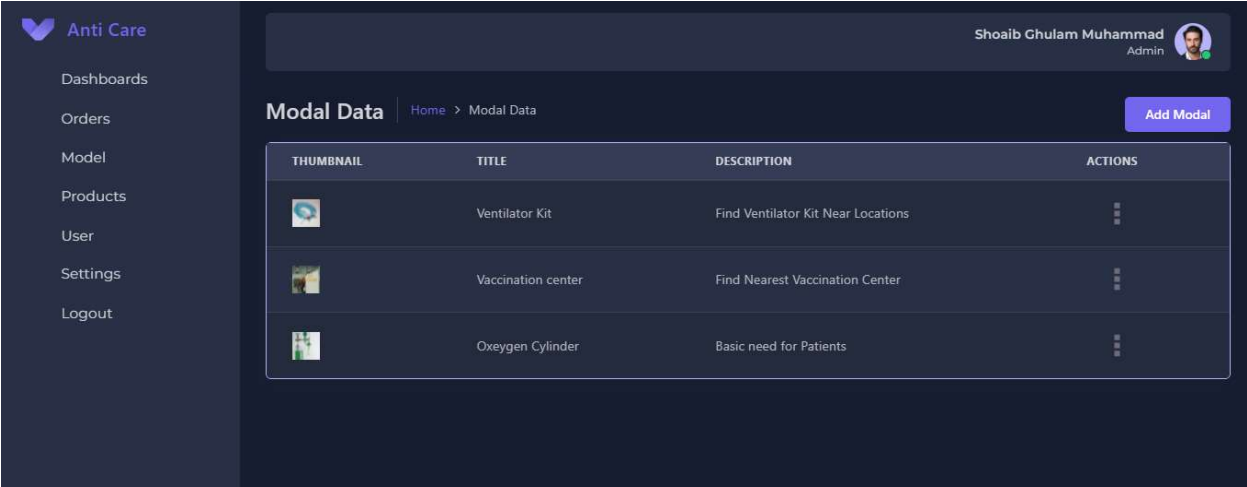 Anti Care
Dashboards
Orders
Model
Products
User
Settings
Logout
Shoaib Ghulam Muhammad
Admin
Modal Data Home > Modal Data
Add Modal
THUMBNAIL TITLE DESCRIPTION ACTIONS
Ventilator Kit Find Ventilator Kit Near Locations
Vaccination center Find Nearest Vaccination Center
Oxeygen Cylinder Basic need for Patients